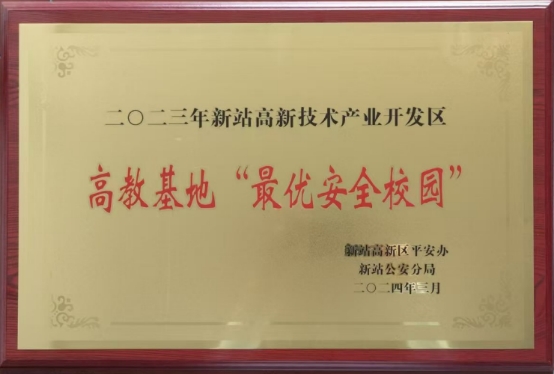 二〇二三年新站高新技术产业开发区
高教基地“最优安全校园”
新站高新区平安办
新站公安分局
二〇二四年三月